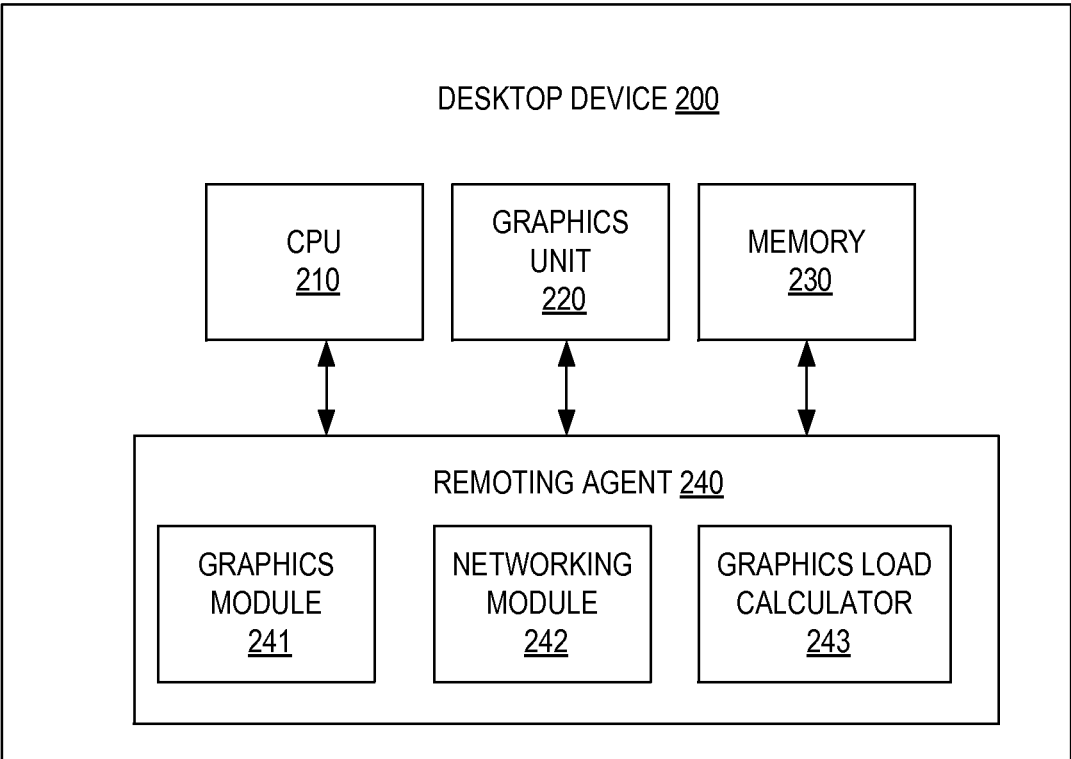 DESKTOP DEVICE 200
CPU
210
GRAPHICS
UNIT
220
MEMORY
230
REMOTING AGENT 240
GRAPHICS
MODULE
241
NETWORKING
MODULE
242
GRAPHICS LOAD
CALCULATOR
243